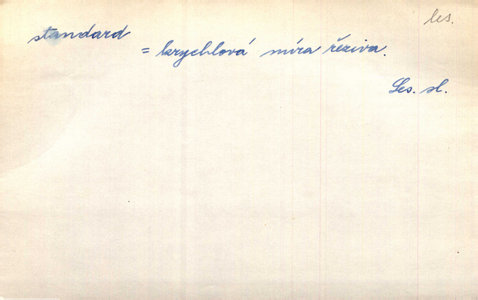 les.
standard
= krychlová míra řeziva.
Les. sl.